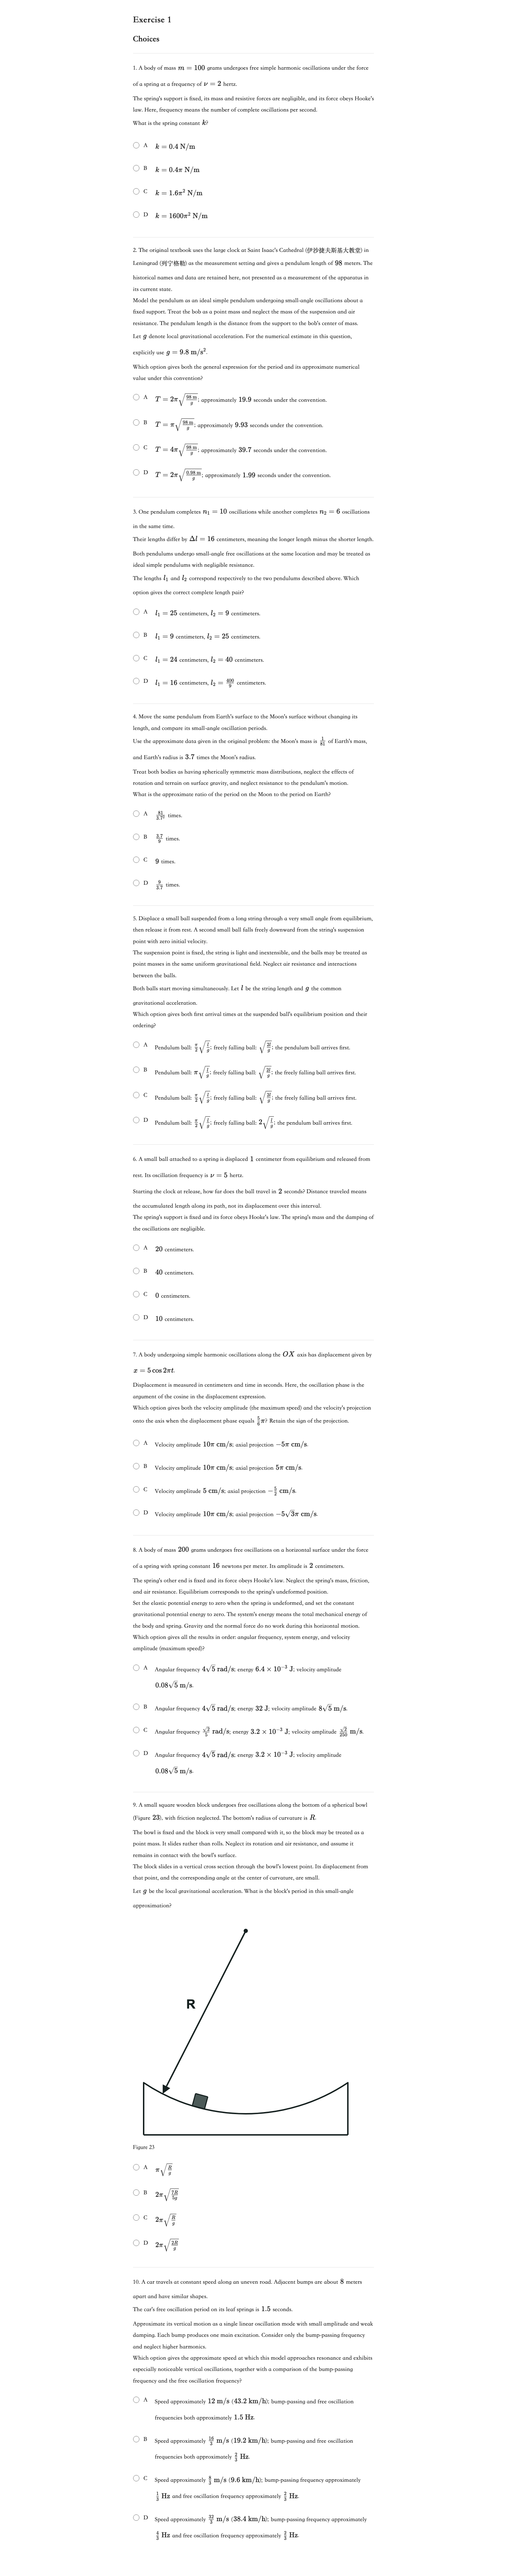 Exercise 1
Choices
1. A body of mass m = 100 grams undergoes free simple harmonic oscillations under the force
of a spring at a frequency of ν = 2 hertz.
The spring's support is fixed, its mass and resistive forces are negligible, and its force obeys Hooke's
law. Here, frequency means the number of complete oscillations per second.
What is the spring constant k?
A k = 0.4 N/m
B k = 0.4π N/m
C k = 1.6π² N/m
D k = 1600π² N/m
2. The original textbook uses the large clock at Saint Isaac's Cathedral (伊沙捷夫斯基大教堂) in
Leningrad (列宁格勒) as the measurement setting and gives a pendulum length of 98 meters. The
historical names and data are retained here, not presented as a measurement of the apparatus in
its current state.
Model the pendulum as an ideal simple pendulum undergoing small-angle oscillations about a
fixed support. Treat the bob as a point mass and neglect the mass of the suspension and air
resistance. The pendulum length is the distance from the support to the bob's center of mass.
Let g denote local gravitational acceleration. For the numerical estimate in this question,
explicitly use g = 9.8 m/s².
Which option gives both the general expression for the period and its approximate numerical
value under this convention?
A T = 2π√(98 m/g); approximately 19.9 seconds under the convention.
B T = π√(98 m/g); approximately 9.93 seconds under the convention.
C T = 4π√(98 m/g); approximately 39.7 seconds under the convention.
D T = 2π√(0.98 m/g); approximately 1.99 seconds under the convention.
3. One pendulum completes n₁ = 10 oscillations while another completes n₂ = 6 oscillations
in the same time.
Their lengths differ by Δl = 16 centimeters, meaning the longer length minus the shorter length.
Both pendulums undergo small-angle free oscillations at the same location and may be treated as
ideal simple pendulums with negligible resistance.
The lengths l₁ and l₂ correspond respectively to the two pendulums described above. Which
option gives the correct complete length pair?
A l₁ = 25 centimeters, l₂ = 9 centimeters.
B l₁ = 9 centimeters, l₂ = 25 centimeters.
C l₁ = 24 centimeters, l₂ = 40 centimeters.
D l₁ = 16 centimeters, l₂ = 400/9 centimeters.
4. Move the same pendulum from Earth's surface to the Moon's surface without changing its
length, and compare its small-angle oscillation periods.
Use the approximate data given in the original problem: the Moon's mass is 1/81 of Earth's mass,
and Earth's radius is 3.7 times the Moon's radius.
Treat both bodies as having spherically symmetric mass distributions, neglect the effects of
rotation and terrain on surface gravity, and neglect resistance to the pendulum's motion.
What is the approximate ratio of the period on the Moon to the period on Earth?
A 81/3.7² times.
B 3.7/9 times.
C 9 times.
D 9/3.7 times.
5. Displace a small ball suspended from a long string through a very small angle from equilibrium,
then release it from rest. A second small ball falls freely downward from the string's suspension
point with zero initial velocity.
The suspension point is fixed, the string is light and inextensible, and the balls may be treated as
point masses in the same uniform gravitational field. Neglect air resistance and interactions
between the balls.
Both balls start moving simultaneously. Let l be the string length and g the common
gravitational acceleration.
Which option gives both first arrival times at the suspended ball's equilibrium position and their
ordering?
A Pendulum ball: π/2 √(l/g); freely falling ball: √(2l/g); the pendulum ball arrives first.
B Pendulum ball: π√(l/g); freely falling ball: √(2l/g); the freely falling ball arrives first.
C Pendulum ball: π/2 √(l/g); freely falling ball: √(2l/g); the freely falling ball arrives first.
D Pendulum ball: π/2 √(l/g); freely falling ball: 2√(l/g); the pendulum ball arrives first.
6. A small ball attached to a spring is displaced 1 centimeter from equilibrium and released from
rest. Its oscillation frequency is ν = 5 hertz.
Starting the clock at release, how far does the ball travel in 2 seconds? Distance traveled means
the accumulated length along its path, not its displacement over this interval.
The spring's support is fixed and its force obeys Hooke's law. The spring's mass and the damping of
the oscillations are negligible.
A 20 centimeters.
B 40 centimeters.
C 0 centimeters.
D 10 centimeters.
7. A body undergoing simple harmonic oscillations along the OX axis has displacement given by
x = 5 cos 2πt.
Displacement is measured in centimeters and time in seconds. Here, the oscillation phase is the
argument of the cosine in the displacement expression.
Which option gives both the velocity amplitude (the maximum speed) and the velocity's projection
onto the axis when the displacement phase equals 5/6 π? Retain the sign of the projection.
A Velocity amplitude 10π cm/s; axial projection −5π cm/s.
B Velocity amplitude 10π cm/s; axial projection 5π cm/s.
C Velocity amplitude 5 cm/s; axial projection −5/2 cm/s.
D Velocity amplitude 10π cm/s; axial projection −5√3π cm/s.
8. A body of mass 200 grams undergoes free oscillations on a horizontal surface under the force
of a spring with spring constant 16 newtons per meter. Its amplitude is 2 centimeters.
The spring's other end is fixed and its force obeys Hooke's law. Neglect the spring's mass, friction,
and air resistance. Equilibrium corresponds to the spring's undeformed position.
Set the elastic potential energy to zero when the spring is undeformed, and set the constant
gravitational potential energy to zero. The system's energy means the total mechanical energy of
the body and spring. Gravity and the normal force do no work during this horizontal motion.
Which option gives all the results in order: angular frequency, system energy, and velocity
amplitude (maximum speed)?
A Angular frequency 4√5 rad/s; energy 6.4 × 10⁻³ J; velocity amplitude
0.08√5 m/s.
B Angular frequency 4√5 rad/s; energy 32 J; velocity amplitude 8√5 m/s.
C Angular frequency √2/5 rad/s; energy 3.2 × 10⁻³ J; velocity amplitude √2/250 m/s.
D Angular frequency 4√5 rad/s; energy 3.2 × 10⁻³ J; velocity amplitude
0.08√5 m/s.
9. A small square wooden block undergoes free oscillations along the bottom of a spherical bowl
(Figure 23), with friction neglected. The bottom's radius of curvature is R.
The bowl is fixed and the block is very small compared with it, so the block may be treated as a
point mass. It slides rather than rolls. Neglect its rotation and air resistance, and assume it
remains in contact with the bowl's surface.
The block slides in a vertical cross section through the bowl's lowest point. Its displacement from
that point, and the corresponding angle at the center of curvature, are small.
Let g be the local gravitational acceleration. What is the block's period in this small-angle
approximation?
R
Figure 23
A π√(R/g)
B 2π√(7R/5g)
C 2π√(R/g)
D 2π√(2R/g)
10. A car travels at constant speed along an uneven road. Adjacent bumps are about 8 meters
apart and have similar shapes.
The car's free oscillation period on its leaf springs is 1.5 seconds.
Approximate its vertical motion as a single linear oscillation mode with small amplitude and weak
damping. Each bump produces one main excitation. Consider only the bump-passing frequency
and neglect higher harmonics.
Which option gives the approximate speed at which this model approaches resonance and exhibits
especially noticeable vertical oscillations, together with a comparison of the bump-passing
frequency and the free oscillation frequency?
A Speed approximately 12 m/s (43.2 km/h); bump-passing and free oscillation
frequencies both approximately 1.5 Hz.
B Speed approximately 16/3 m/s (19.2 km/h); bump-passing and free oscillation
frequencies both approximately 2/3 Hz.
C Speed approximately 8/3 m/s (9.6 km/h); bump-passing frequency approximately
1/3 Hz and free oscillation frequency approximately 2/3 Hz.
D Speed approximately 32/3 m/s (38.4 km/h); bump-passing frequency approximately
4/3 Hz and free oscillation frequency approximately 2/3 Hz.